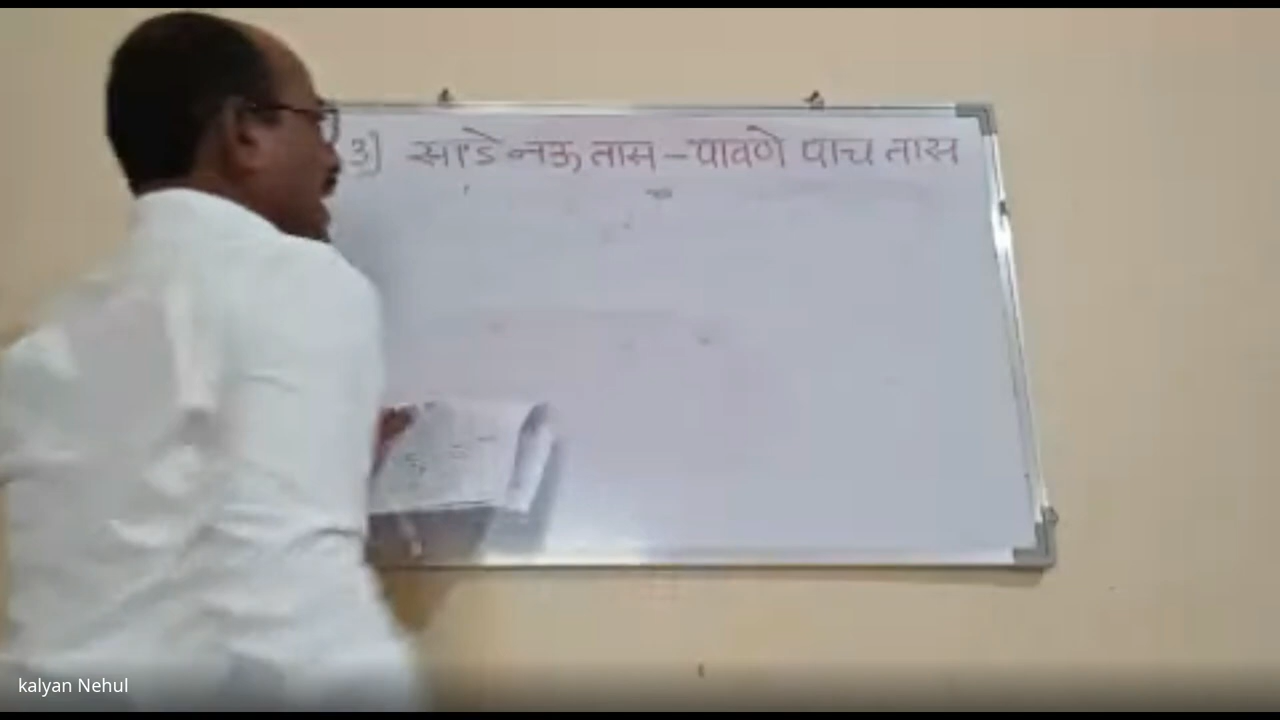 3] साडे नऊ तास - पावणे पाच तास
kalyan Nehul